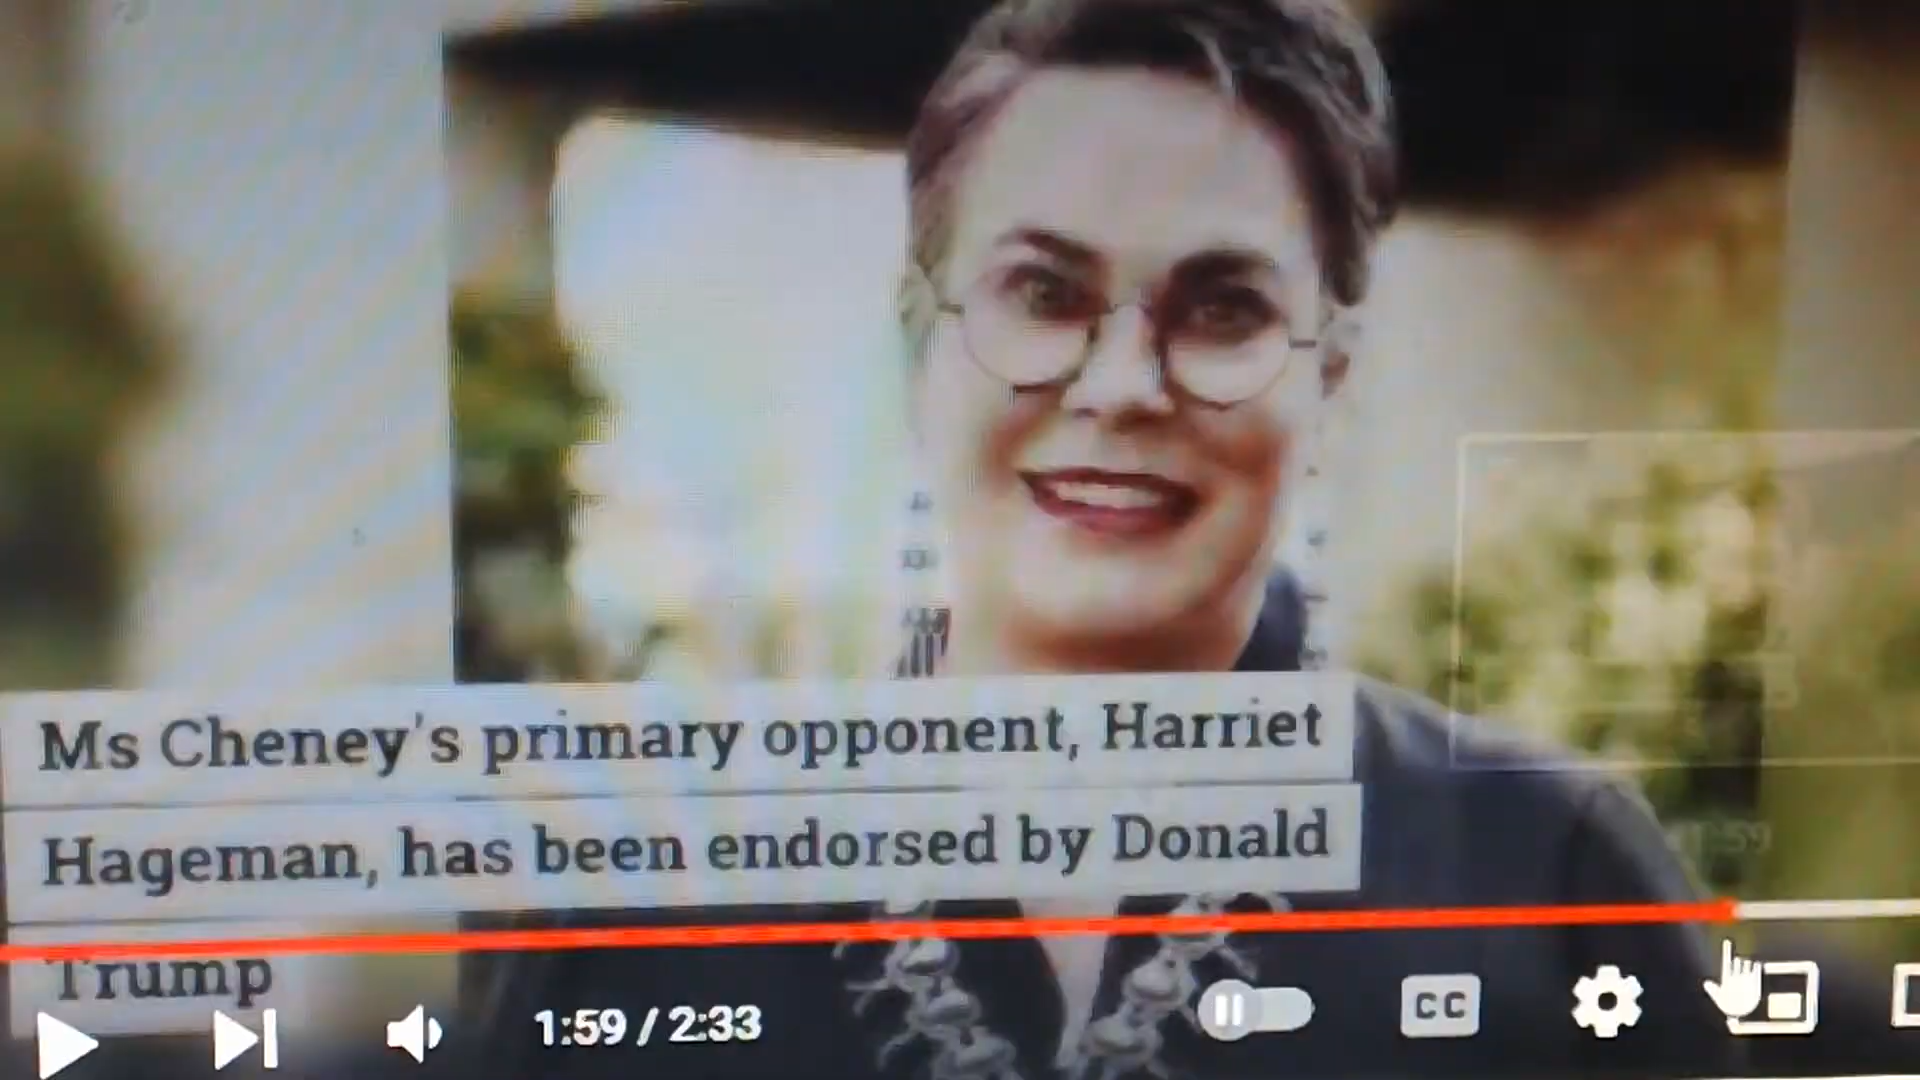 Ms Cheney's primary opponent, Harriet
Hageman, has been endorsed by Donald
Trump
1:59 / 2:33
CC